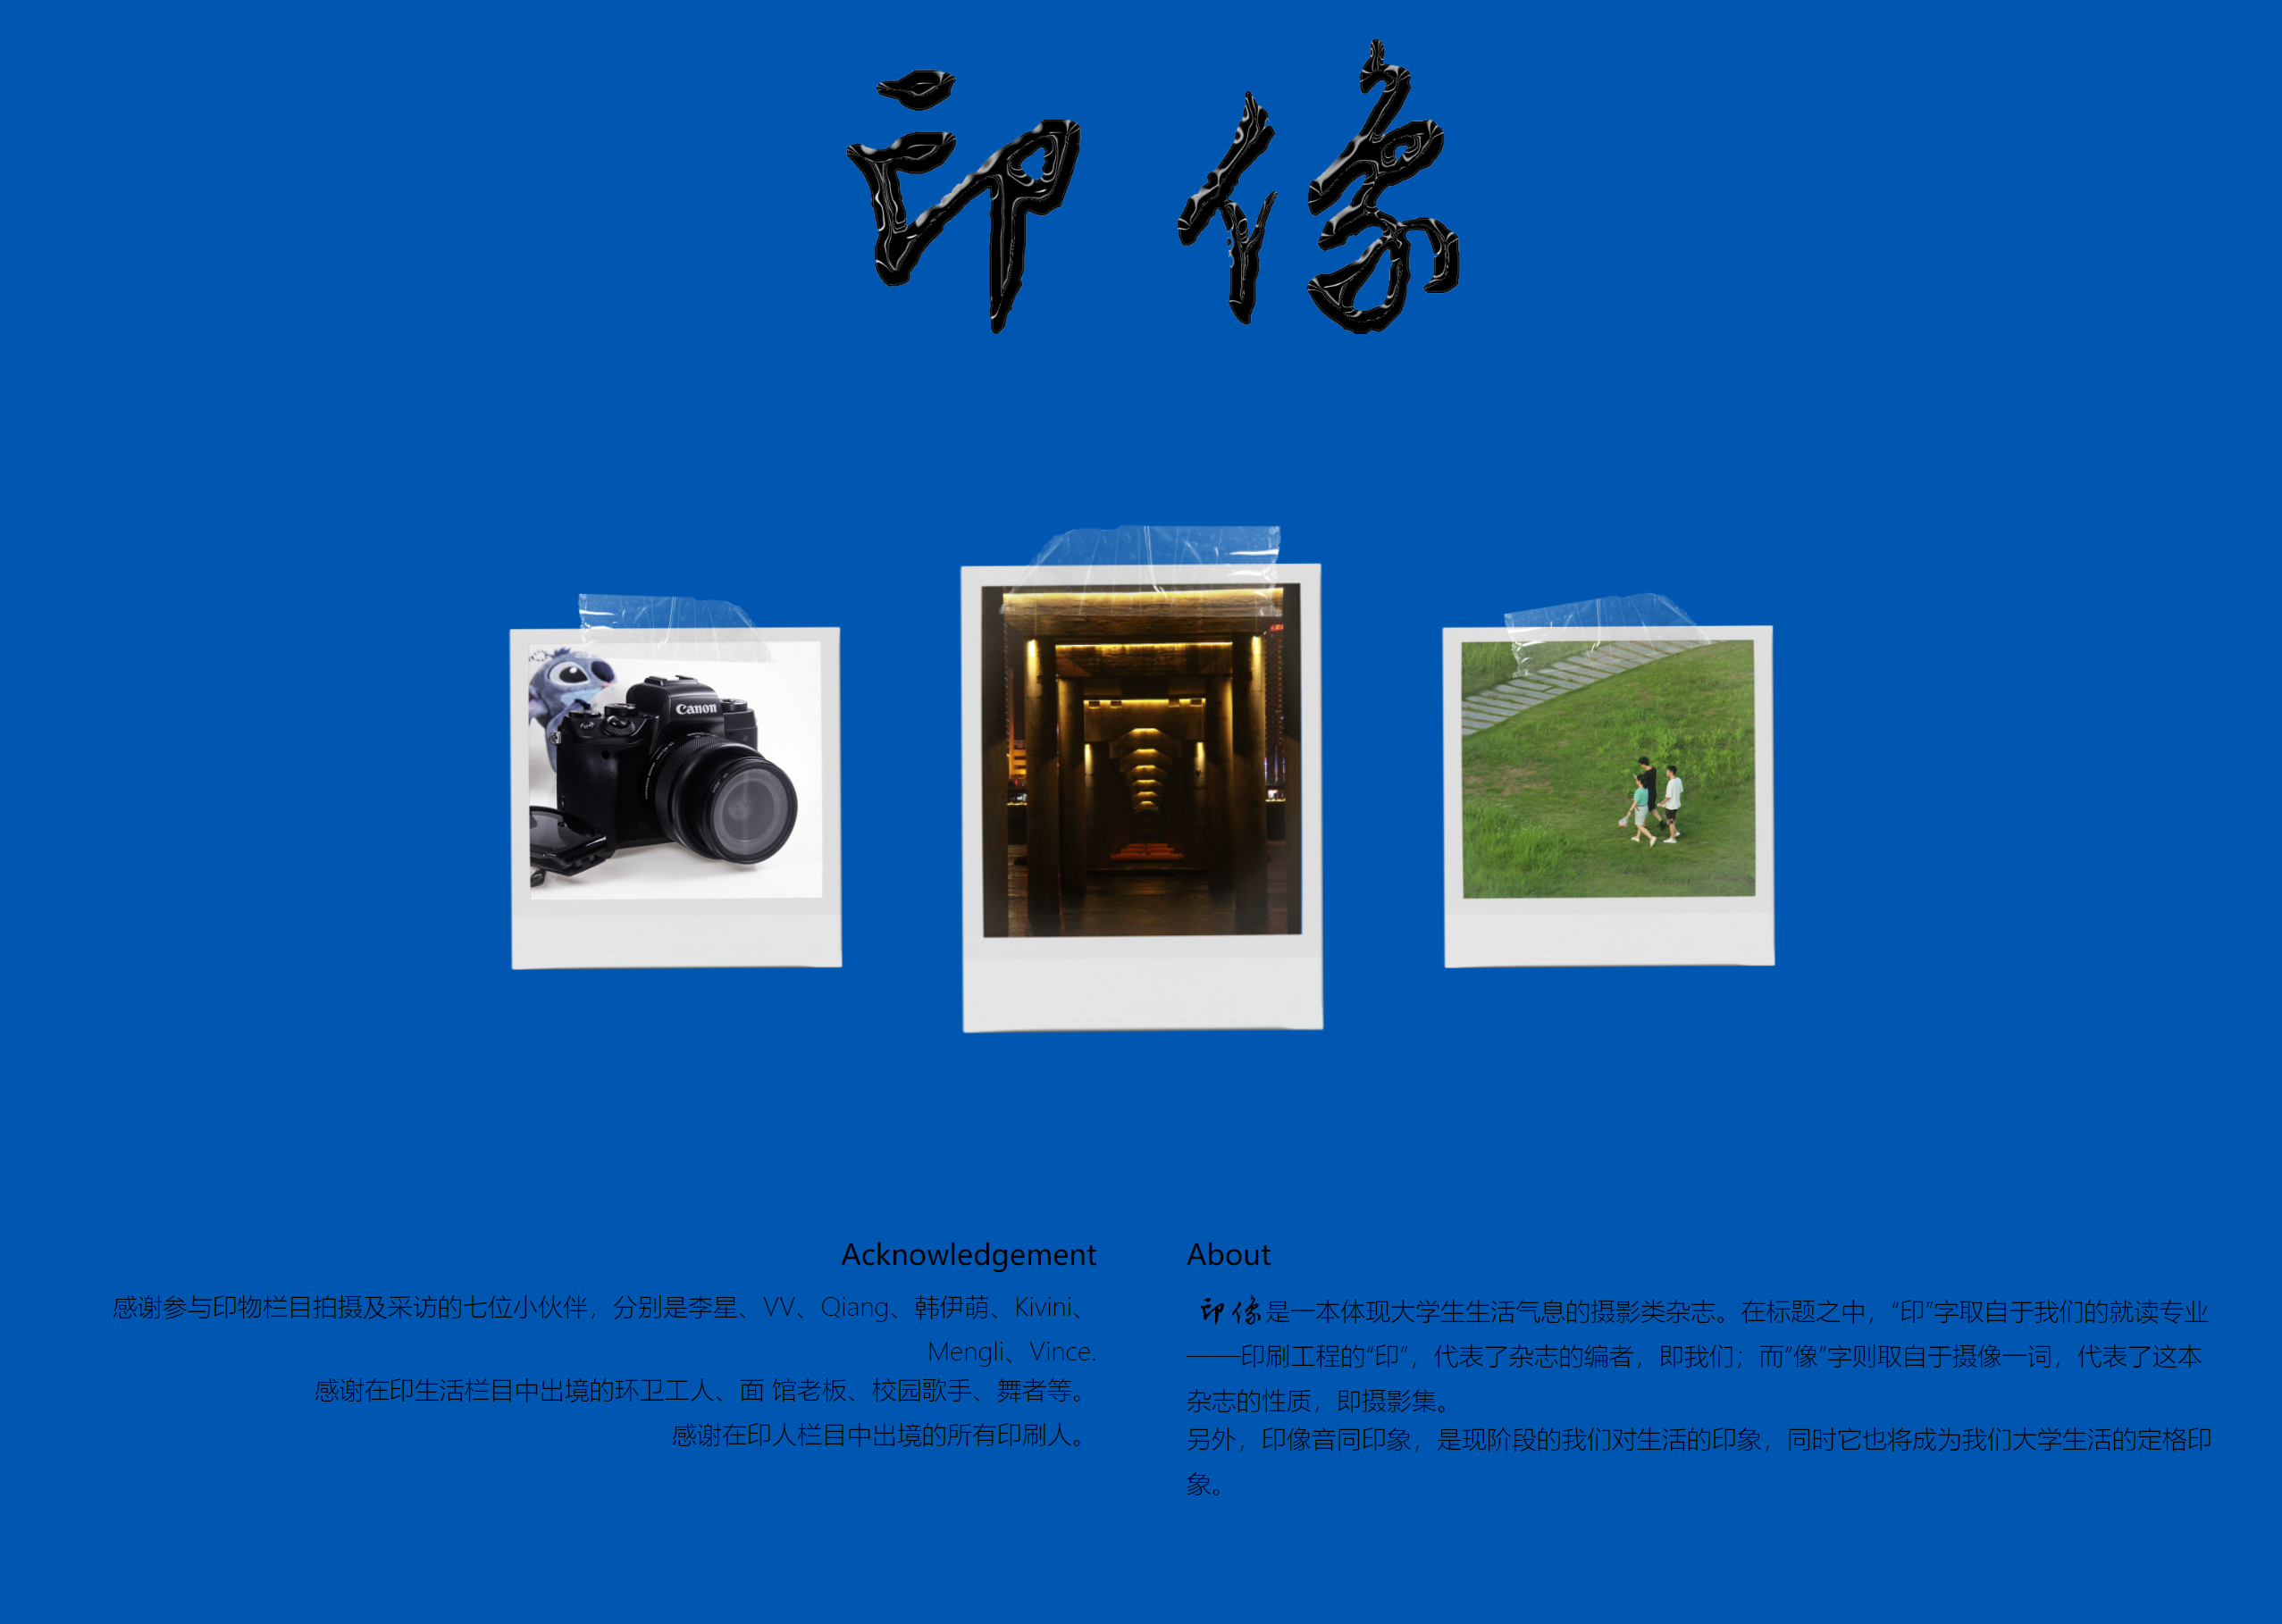 印像
Canon
Acknowledgement
感谢参与印物栏目拍摄及采访的七位小伙伴，分别是李星、VV、Qiang、韩伊萌、Kivini、
Mengli、Vince.
感谢在印生活栏目中出境的环卫工人、面 馆老板、校园歌手、舞者等。
感谢在印人栏目中出境的所有印刷人。
About
印像是一本体现大学生生活气息的摄影类杂志。在标题之中，“印”字取自于我们的就读专业
——印刷工程的“印”，代表了杂志的编者，即我们；而“像”字则取自于摄像一词，代表了这本
杂志的性质，即摄影集。
另外，印像音同印象，是现阶段的我们对生活的印象，同时它也将成为我们大学生活的定格印
象。